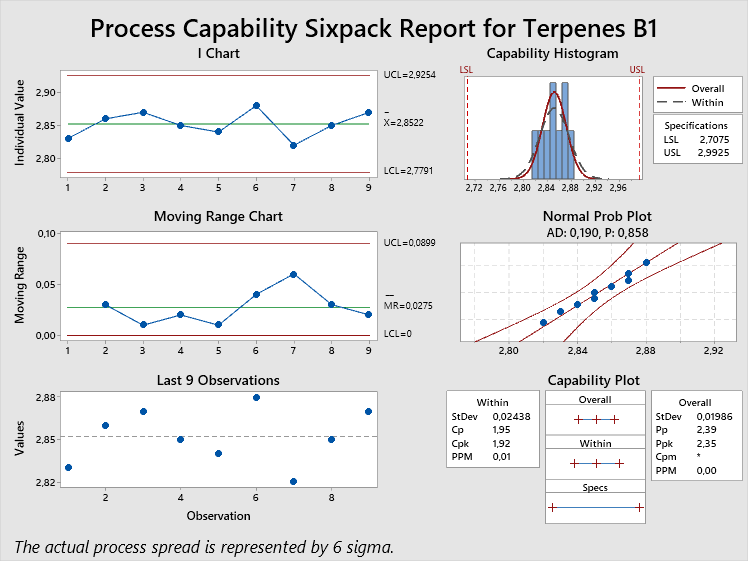 Process Capability Sixpack Report for Terpenes B1
I Chart
Individual Value
2,90
2,85
2,80
1 2 3 4 5 6 7 8 9
UCL=2,9254
_
X=2,8522
LCL=2,7791
Capability Histogram
LSL USL
2,72 2,76 2,80 2,84 2,88 2,92 2,96
Overall
Within
Specifications
LSL 2,7075
USL 2,9925
Moving Range Chart
Moving Range
0,10
0,05
0,00
1 2 3 4 5 6 7 8 9
UCL=0,0899
__
MR=0,0275
LCL=0
Normal Prob Plot
AD: 0,190, P: 0,858
2,80 2,84 2,88 2,92
Last 9 Observations
Values
2,88
2,85
2,82
2 4 6 8
Observation
Capability Plot
Within
StDev 0,02438
Cp 1,95
Cpk 1,92
PPM 0,01
Overall
Within
Specs
Overall
StDev 0,01986
Pp 2,39
Ppk 2,35
Cpm *
PPM 0,00
The actual process spread is represented by 6 sigma.